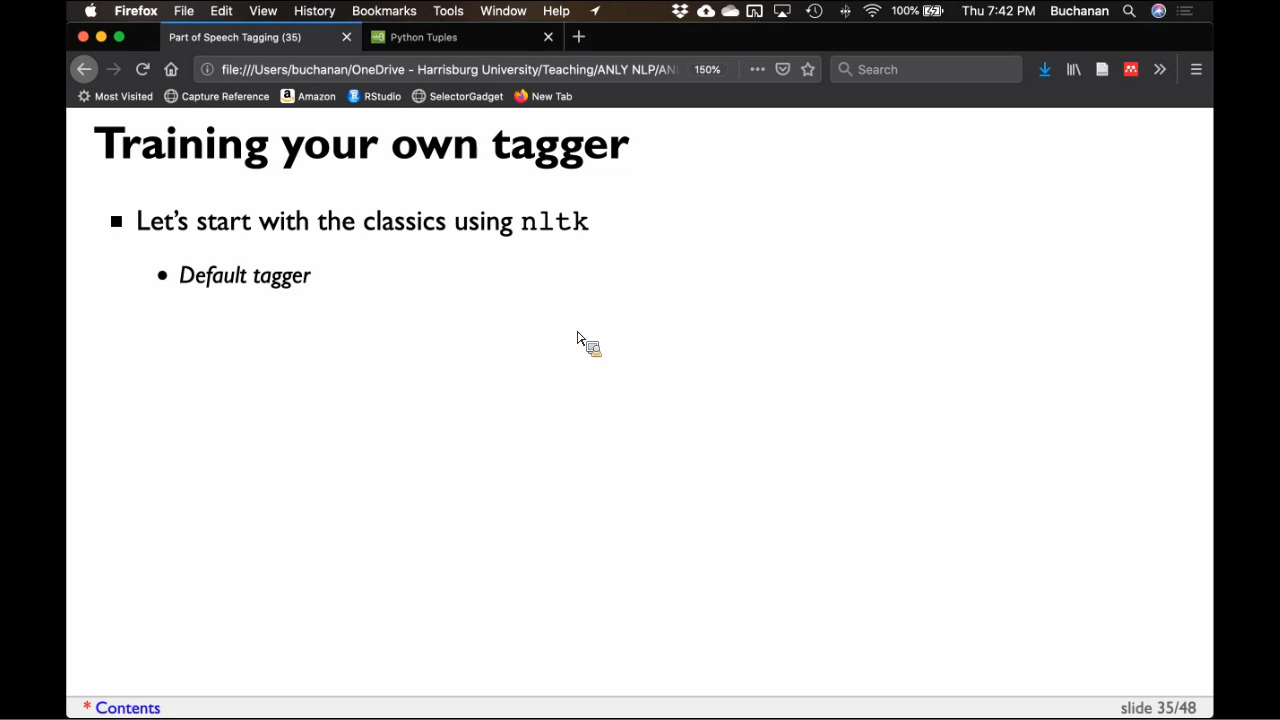 Firefox File Edit View History Bookmarks Tools Window Help 100% Thu 7:42 PM Buchanan
Part of Speech Tagging (35) Python Tuples
file:///Users/buchanan/OneDrive - Harrisburg University/Teaching/ANLY NLP/AN 150% Search
Most Visited Capture Reference Amazon RStudio SelectorGadget New Tab
Training your own tagger
Let's start with the classics using nltk
Default tagger
* Contents slide 35/48